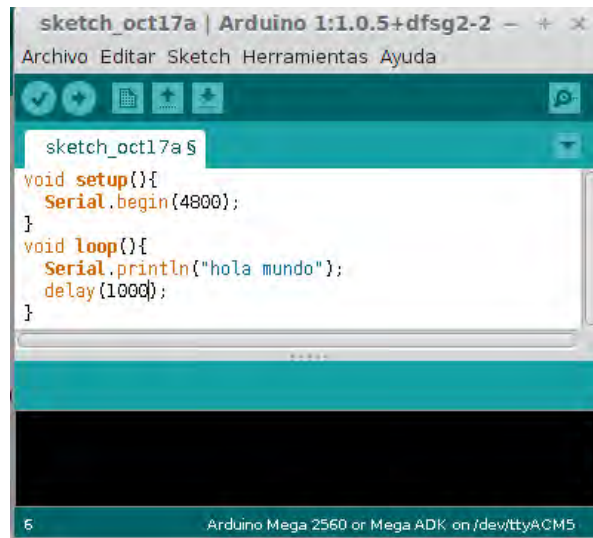 sketch_oct17a | Arduino 1:1.0.5+dfsg2-2
Archivo Editar Sketch Herramientas Ayuda
sketch_oct17a §
void setup(){
  Serial.begin(4800);
}
void loop(){
  Serial.println("hola mundo");
  delay(1000);
}
6 Arduino Mega 2560 or Mega ADK on /dev/ttyACM5